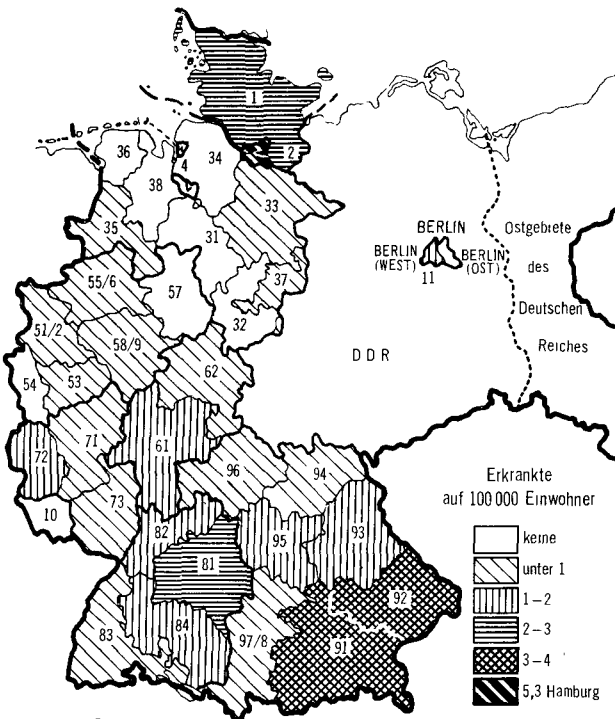 1
2
36
4
34
38
33
35
31
BERLIN
BERLIN (WEST)
BERLIN (OST)
11
Ostgebiete
des
Deutschen
Reiches
55/6
57
37
32
51/2
58/9
62
DDR
54
53
72
71
61
96
94
10
73
82
95
93
81
92
83
84
97/8
91
Erkrankte
auf 100 000 Einwohner
keine
unter 1
1-2
2-3
3-4
5,3 Hamburg